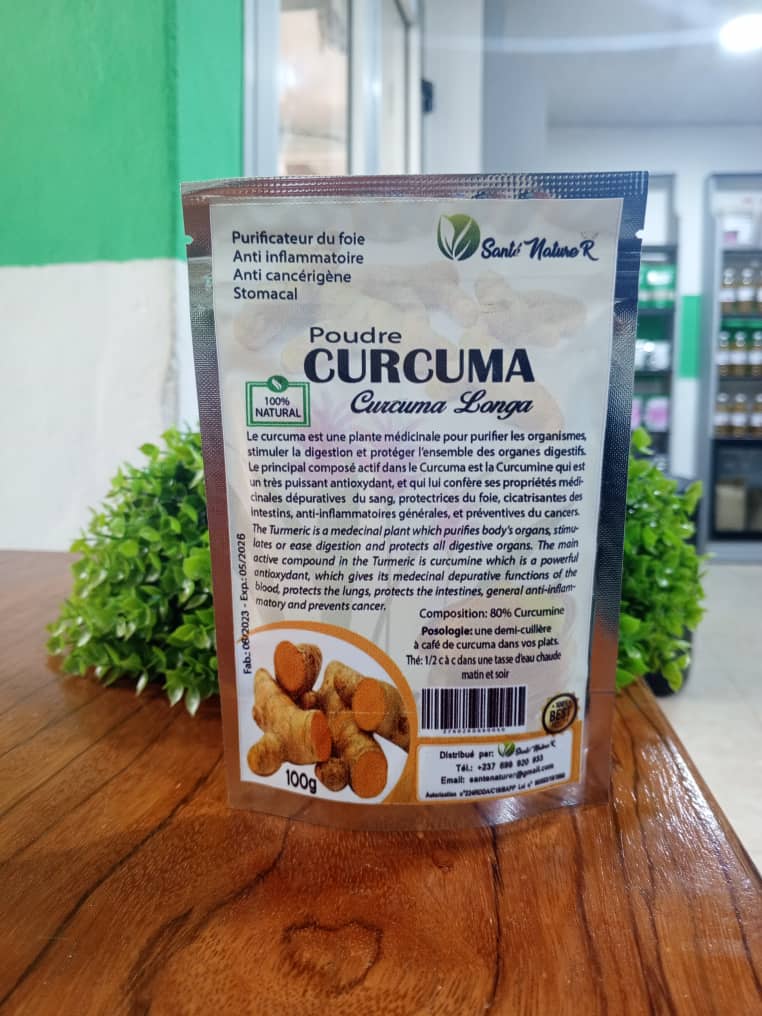 Purificateur du foie
Anti inflammatoire
Anti cancérigène
Stomacal
Santé Nature R
Poudre
CURCUMA
Curcuma Longa
100%
NATURAL
Le curcuma est une plante médicinale pour purifier les organismes,
stimuler la digestion et protéger l'ensemble des organes digestifs.
Le principal composé actif dans le Curcuma est la Curcumine qui est
un très puissant antioxydant, et qui lui confère ses propriétés médi-
cinales dépuratives du sang, protectrices du foie, cicatrisantes des
intestins, anti-inflammatoires générales, et préventives du cancers.
The Turmeric is a medecinal plant which purifies body's organs, stimu-
lates or ease digestion and protects all digestive organs. The main
active compound in the Turmeric is curcumine which is a powerful
antioxydant, which gives its medecinal depurative functions of the
blood, protects the lungs, protects the intestines, general anti-inflam-
matory and prevents cancer.
Composition: 80% Curcumine
Posologie: une demi-cuillère
à café de curcuma dans vos plats.
Thé: 1/2 c à c dans une tasse d'eau chaude
matin et soir
Exp.: 05/2026
100g
BEST
Distribué par: Santé Nature R
Tél.: +237 699 920 933
Email: santenaturer@gmail.com
Autorisation